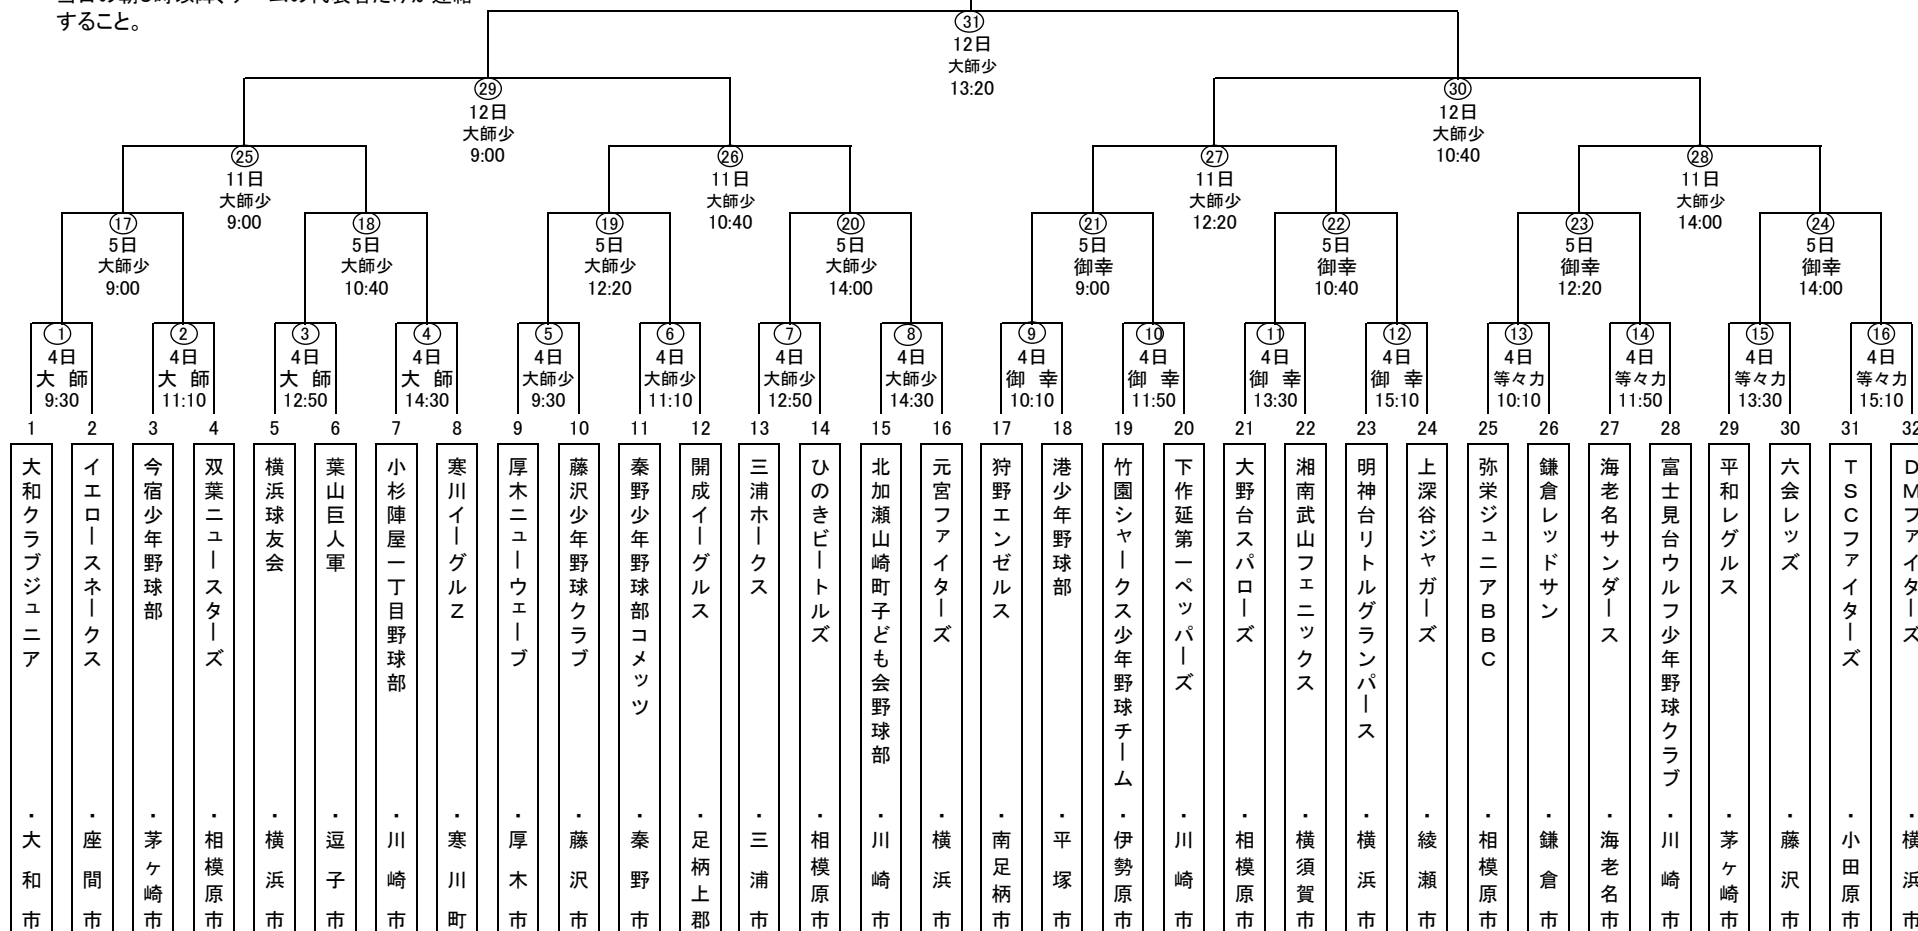 すること。
31
12日
大師少
13:20
29
12日
大師少
9:00
30
12日
大師少
10:40
25
11日
大師少
9:00
26
11日
大師少
10:40
27
11日
大師少
12:20
28
11日
大師少
14:00
17
5日
大師少
9:00
18
5日
大師少
10:40
19
5日
大師少
12:20
20
5日
大師少
14:00
21
5日
御幸
9:00
22
5日
御幸
10:40
23
5日
御幸
12:20
24
5日
御幸
14:00
1
4日
大 師
9:30
2
4日
大 師
11:10
3
4日
大 師
12:50
4
4日
大 師
14:30
5
4日
大師少
9:30
6
4日
大師少
11:10
7
4日
大師少
12:50
8
4日
大師少
14:30
9
4日
御 幸
10:10
10
4日
御 幸
11:50
11
4日
御 幸
13:30
12
4日
御 幸
15:10
13
4日
等々力
10:10
14
4日
等々力
11:50
15
4日
等々力
13:30
16
4日
等々力
15:10
1
大和クラブジュニア ・大和市
2
イエロースネークス ・座間市
3
今宿少年野球部 ・茅ヶ崎市
4
双葉ニュースターズ ・相模原市
5
横浜球友会 ・横浜市
6
葉山巨人軍 ・逗子市
7
小杉陣屋一丁目野球部 ・川崎市
8
寒川イーグルZ ・寒川町
9
厚木ニューウェーブ ・厚木市
10
藤沢少年野球クラブ ・藤沢市
11
秦野少年野球部コメッツ ・秦野市
12
開成イーグルス ・足柄上郡
13
三浦ホークス ・三浦市
14
ひのきビートルズ ・相模原市
15
北加瀬山崎町子ども会野球部 ・川崎市
16
元宮ファイターズ ・横浜市
17
狩野エンゼルス ・南足柄市
18
港少年野球部 ・平塚市
19
竹園シャークス少年野球チーム ・伊勢原市
20
下作延第一ペッパーズ ・川崎市
21
大野台スパローズ ・相模原市
22
湘南武山フェニックス ・横須賀市
23
明神台リトルグランパース ・横浜市
24
上深谷ジャガーズ ・綾瀬市
25
弥栄ジュニアBBC ・相模原市
26
鎌倉レッドサン ・鎌倉市
27
海老名サンダース ・海老名市
28
富士見台ウルフ少年野球クラブ ・川崎市
29
平和レグルス ・茅ヶ崎市
30
六会レッズ ・藤沢市
31
TSCファイターズ ・小田原市
32
DMファイターズ ・横浜市